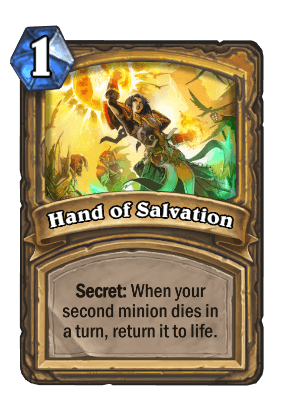 1
Hand of Salvation
Secret: When your
second minion dies in
a turn, return it to life.